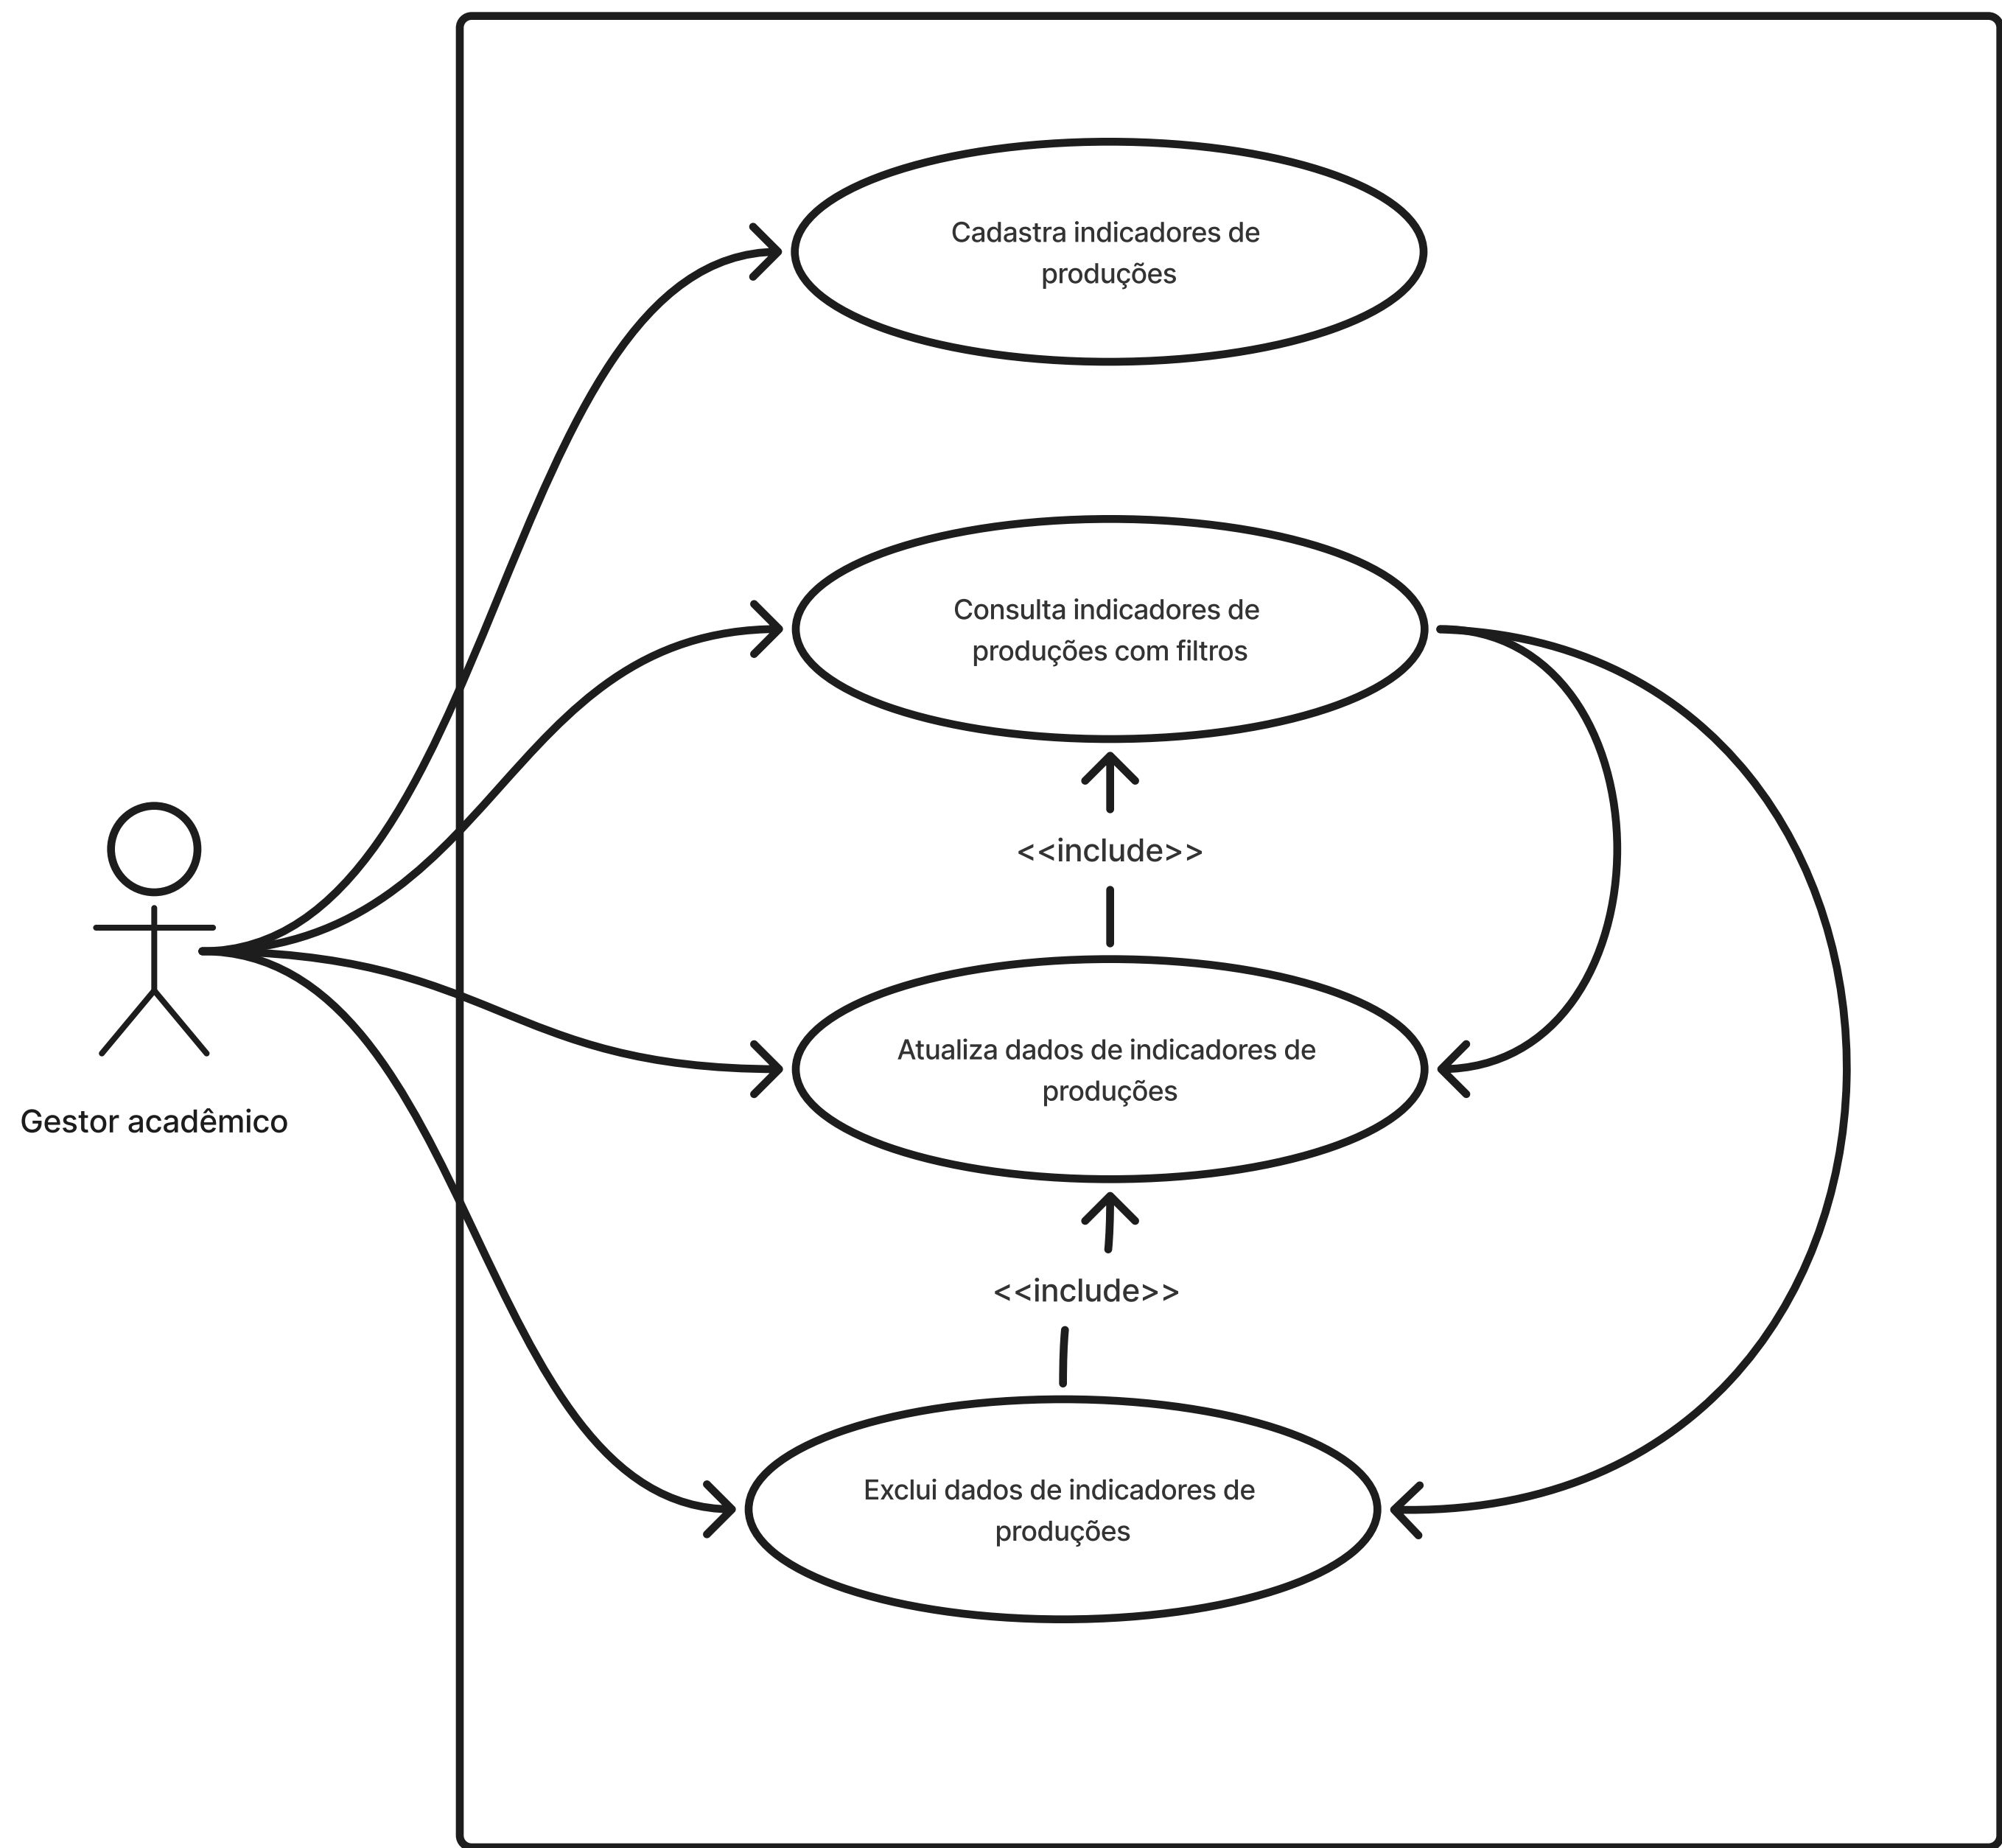 Cadastra indicadores de
produções
Consulta indicadores de
produções com filtros
<<include>>
Atualiza dados de indicadores de
produções
Gestor acadêmico
<<include>>
Exclui dados de indicadores de
produções